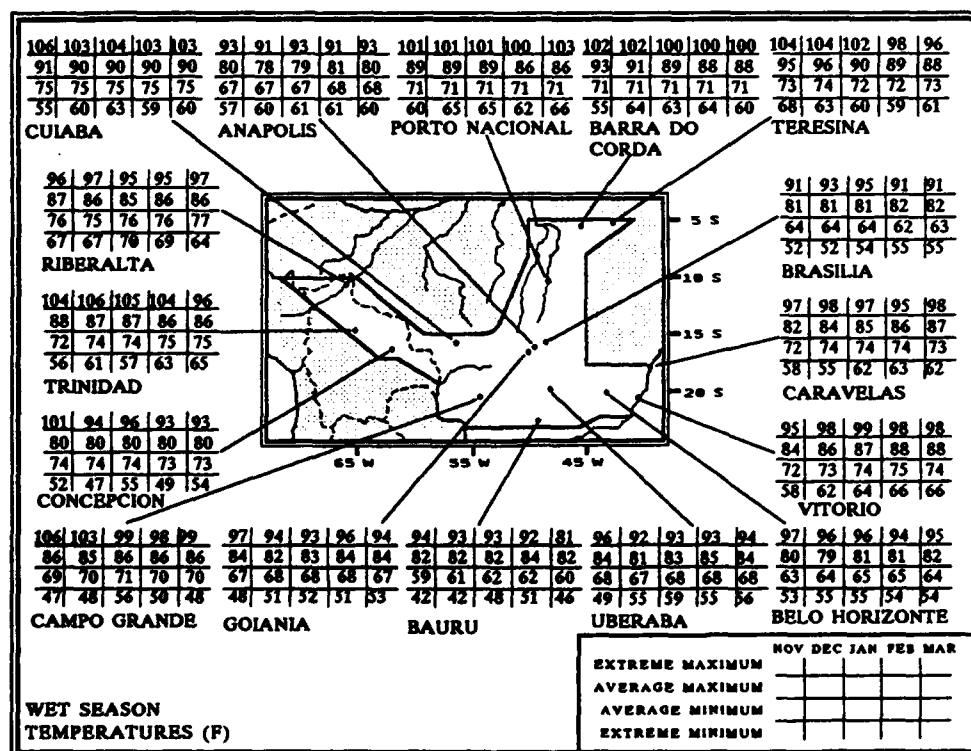 106 103 104 103 103
91 90 90 90 90
75 75 75 75 75
55 60 63 59 60
CUIABA
93 91 93 91 93
80 78 79 81 80
67 67 67 68 68
57 60 61 61 60
ANAPOLIS
101 101 101 100 103
89 89 89 86 86
71 71 71 71 71
60 65 65 62 66
PORTO NACIONAL
102 102 100 100 100
93 91 89 88 88
71 71 71 71 71
55 64 63 64 60
BARRA DO
CORDA
104 104 102 98 96
95 96 90 89 88
73 74 72 72 73
68 63 60 59 61
TERESINA
96 97 95 95 97
87 86 85 86 86
76 75 76 76 77
67 67 70 69 64
RIBERALTA
91 93 95 91 91
81 81 81 82 82
64 64 64 62 63
52 52 54 55 55
BRASILIA
104 106 105 104 96
88 87 87 86 86
72 74 74 75 75
56 61 57 63 65
TRINIDAD
97 98 97 95 98
82 84 85 86 87
72 74 74 74 73
58 55 62 63 62
CARAVELAS
101 94 96 93 93
80 80 80 80 80
74 74 74 73 73
52 47 55 49 54
CONCEPCION
95 98 99 98 98
84 86 87 88 88
72 73 74 75 74
58 62 64 66 66
VITORIO
5 S
10 S
15 S
20 S
65 W
55 W
45 W
106 103 99 98 99
86 85 86 86 86
69 70 71 70 70
47 48 56 50 48
CAMPO GRANDE
97 94 93 96 94
84 82 83 84 84
67 68 68 68 67
48 51 52 51 53
GOIANIA
94 93 93 92 81
82 82 82 84 82
59 61 62 62 60
42 42 48 51 46
BAURU
96 92 93 93 94
84 81 83 85 84
68 67 68 68 68
49 55 59 55 56
UBERABA
97 96 96 94 95
80 79 81 81 82
63 64 65 65 64
53 55 55 54 54
BELO HORIZONTE
NOV DEC JAN FEB MAR
EXTREME MAXIMUM
AVERAGE MAXIMUM
AVERAGE MINIMUM
EXTREME MINIMUM
WET SEASON
TEMPERATURES (F)